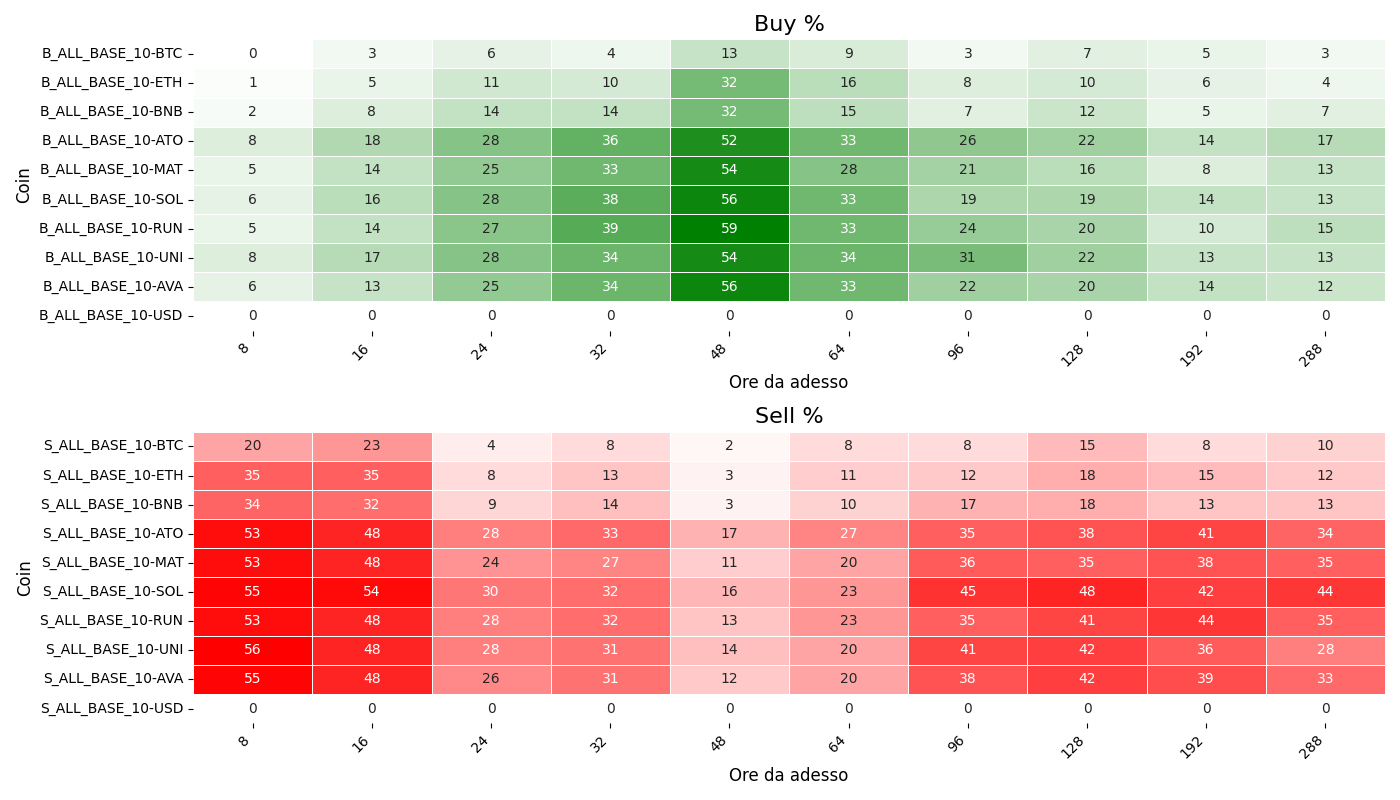 Buy %
Coin
B_ALL_BASE_10-BTC 0 3 6 4 13 9 3 7 5 3
B_ALL_BASE_10-ETH 1 5 11 10 32 16 8 10 6 4
B_ALL_BASE_10-BNB 2 8 14 14 32 15 7 12 5 7
B_ALL_BASE_10-ATO 8 18 28 36 52 33 26 22 14 17
B_ALL_BASE_10-MAT 5 14 25 33 54 28 21 16 8 13
B_ALL_BASE_10-SOL 6 16 28 38 56 33 19 19 14 13
B_ALL_BASE_10-RUN 5 14 27 39 59 33 24 20 10 15
B_ALL_BASE_10-UNI 8 17 28 34 54 34 31 22 13 13
B_ALL_BASE_10-AVA 6 13 25 34 56 33 22 20 14 12
B_ALL_BASE_10-USD 0 0 0 0 0 0 0 0 0 0
8 16 24 32 48 64 96 128 192 288
Ore da adesso
Sell %
Coin
S_ALL_BASE_10-BTC 20 23 4 8 2 8 8 15 8 10
S_ALL_BASE_10-ETH 35 35 8 13 3 11 12 18 15 12
S_ALL_BASE_10-BNB 34 32 9 14 3 10 17 18 13 13
S_ALL_BASE_10-ATO 53 48 28 33 17 27 35 38 41 34
S_ALL_BASE_10-MAT 53 48 24 27 11 20 36 35 38 35
S_ALL_BASE_10-SOL 55 54 30 32 16 23 45 48 42 44
S_ALL_BASE_10-RUN 53 48 28 32 13 23 35 41 44 35
S_ALL_BASE_10-UNI 56 48 28 31 14 20 41 42 36 28
S_ALL_BASE_10-AVA 55 48 26 31 12 20 38 42 39 33
S_ALL_BASE_10-USD 0 0 0 0 0 0 0 0 0 0
8 16 24 32 48 64 96 128 192 288
Ore da adesso